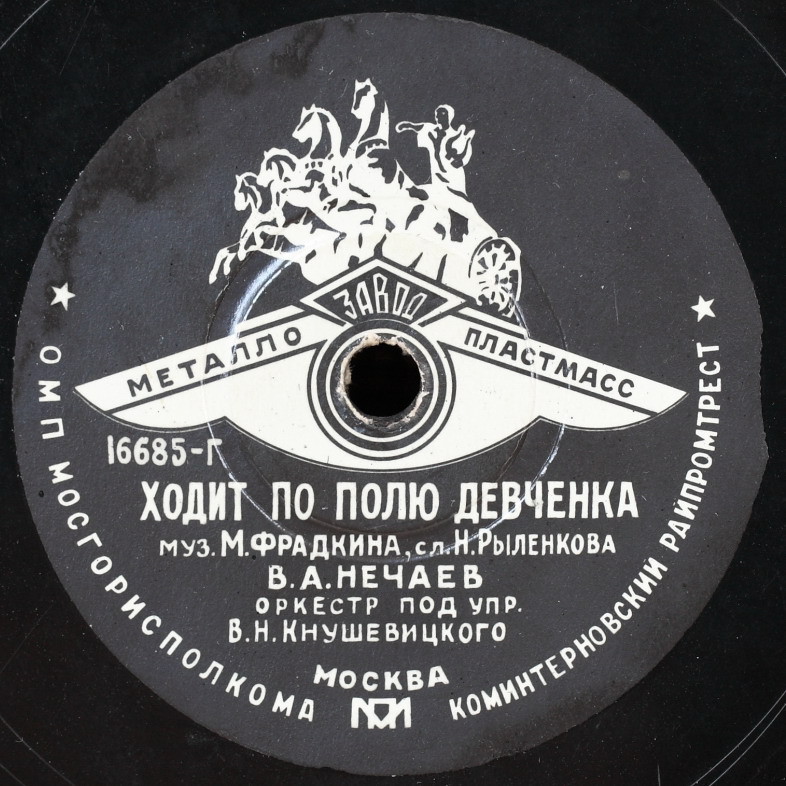 ЗАВОД
МЕТАЛЛО ПЛАСТМАСС
16685-Г
ХОДИТ ПО ПОЛЮ ДЕВЧЕНКА
МУЗ. М. ФРАДКИНА, СЛ. Н. РЫЛЕНКОВА
В. А. НЕЧАЕВ
ОРКЕСТР ПОД УПР.
В. Н. КНУШЕВИЦКОГО
МОСКВА
ОМП МОСГОРИСПОЛКОМА
КОМИНТЕРНОВСКИЙ РАЙПРОМТРЕСТ